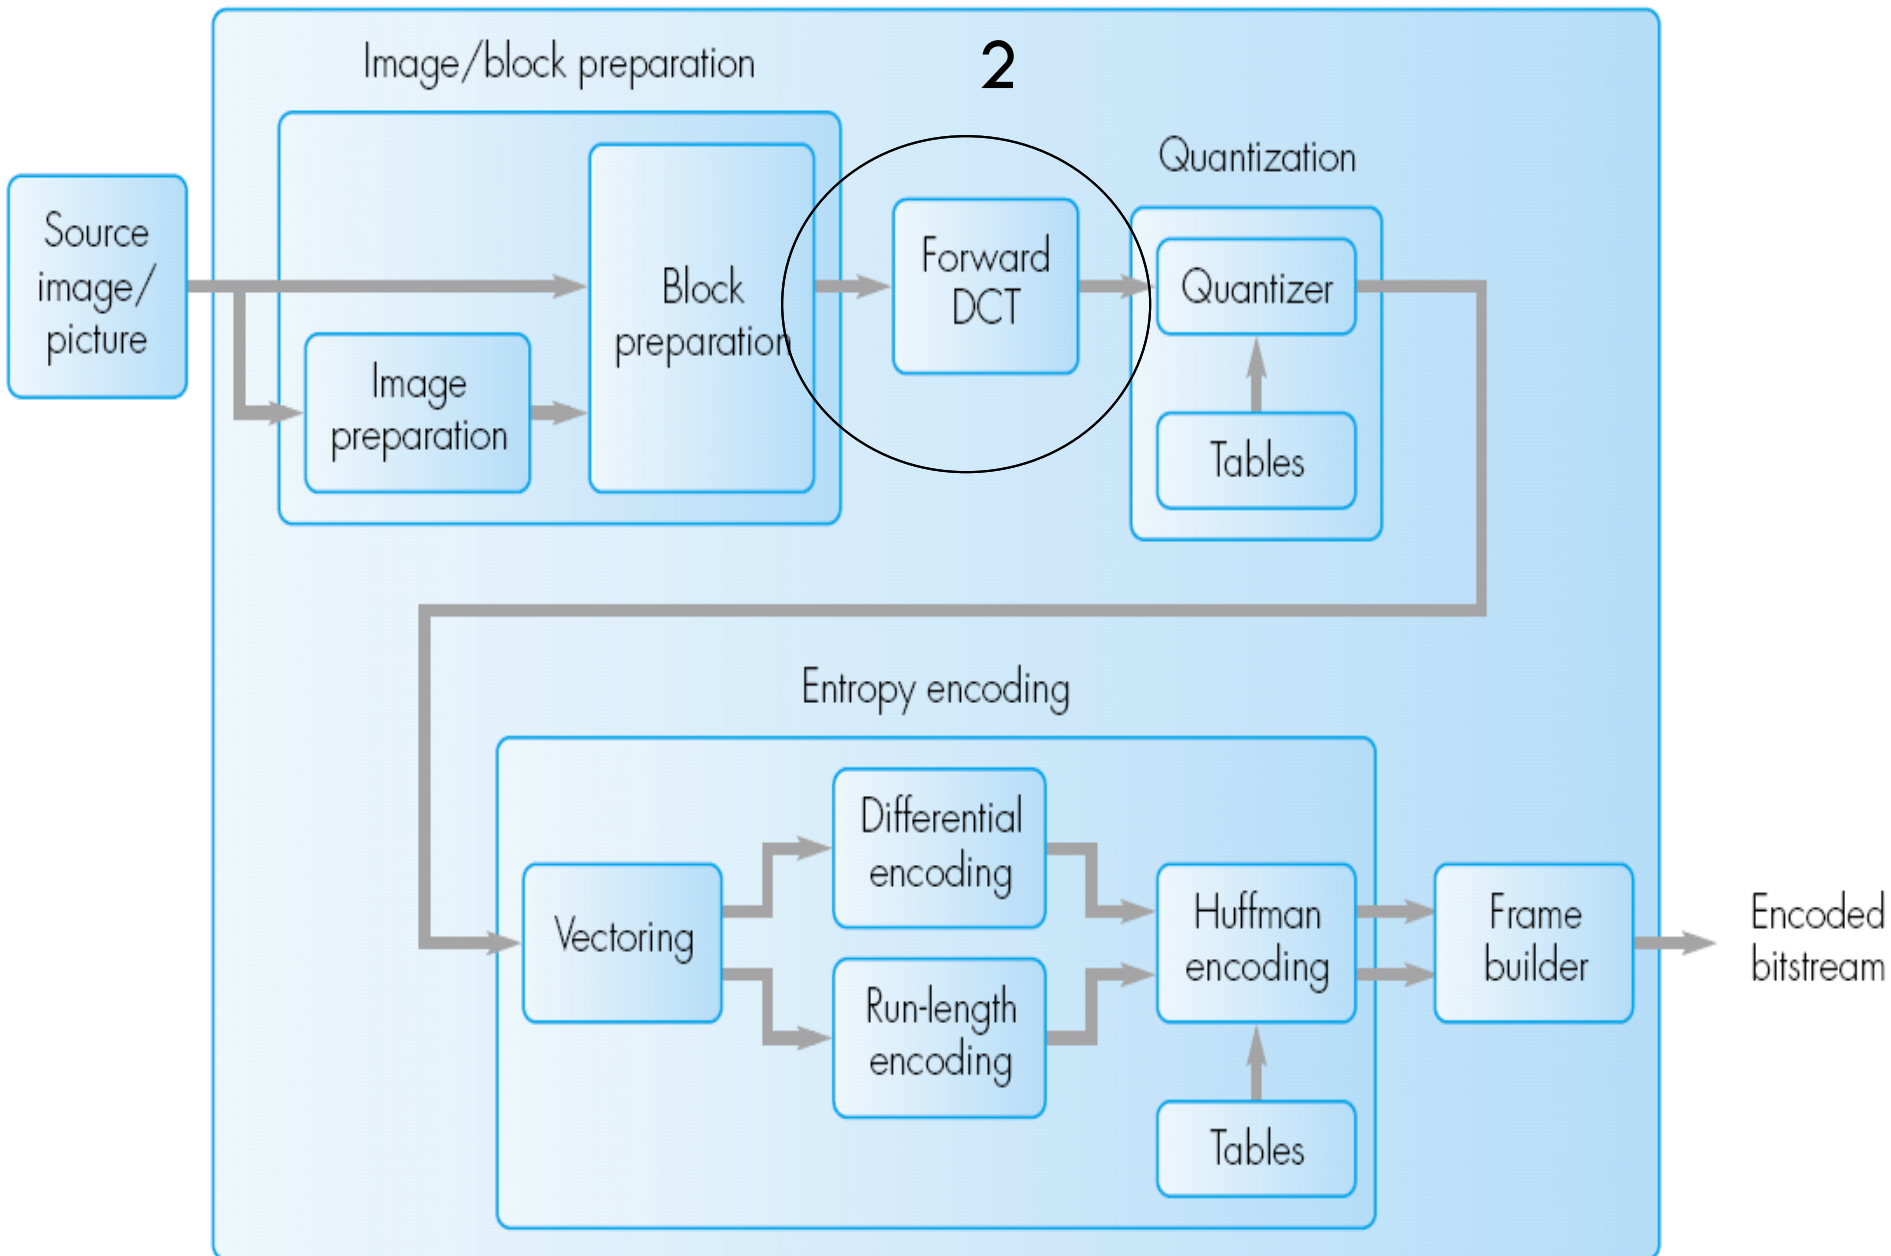 Image/block preparation
2
Quantization
Source
image/
picture
Image
preparation
Block
preparation
Forward
DCT
Quantizer
Tables
Entropy encoding
Vectoring
Differential
encoding
Run-length
encoding
Huffman
encoding
Tables
Frame
builder
Encoded
bitstream